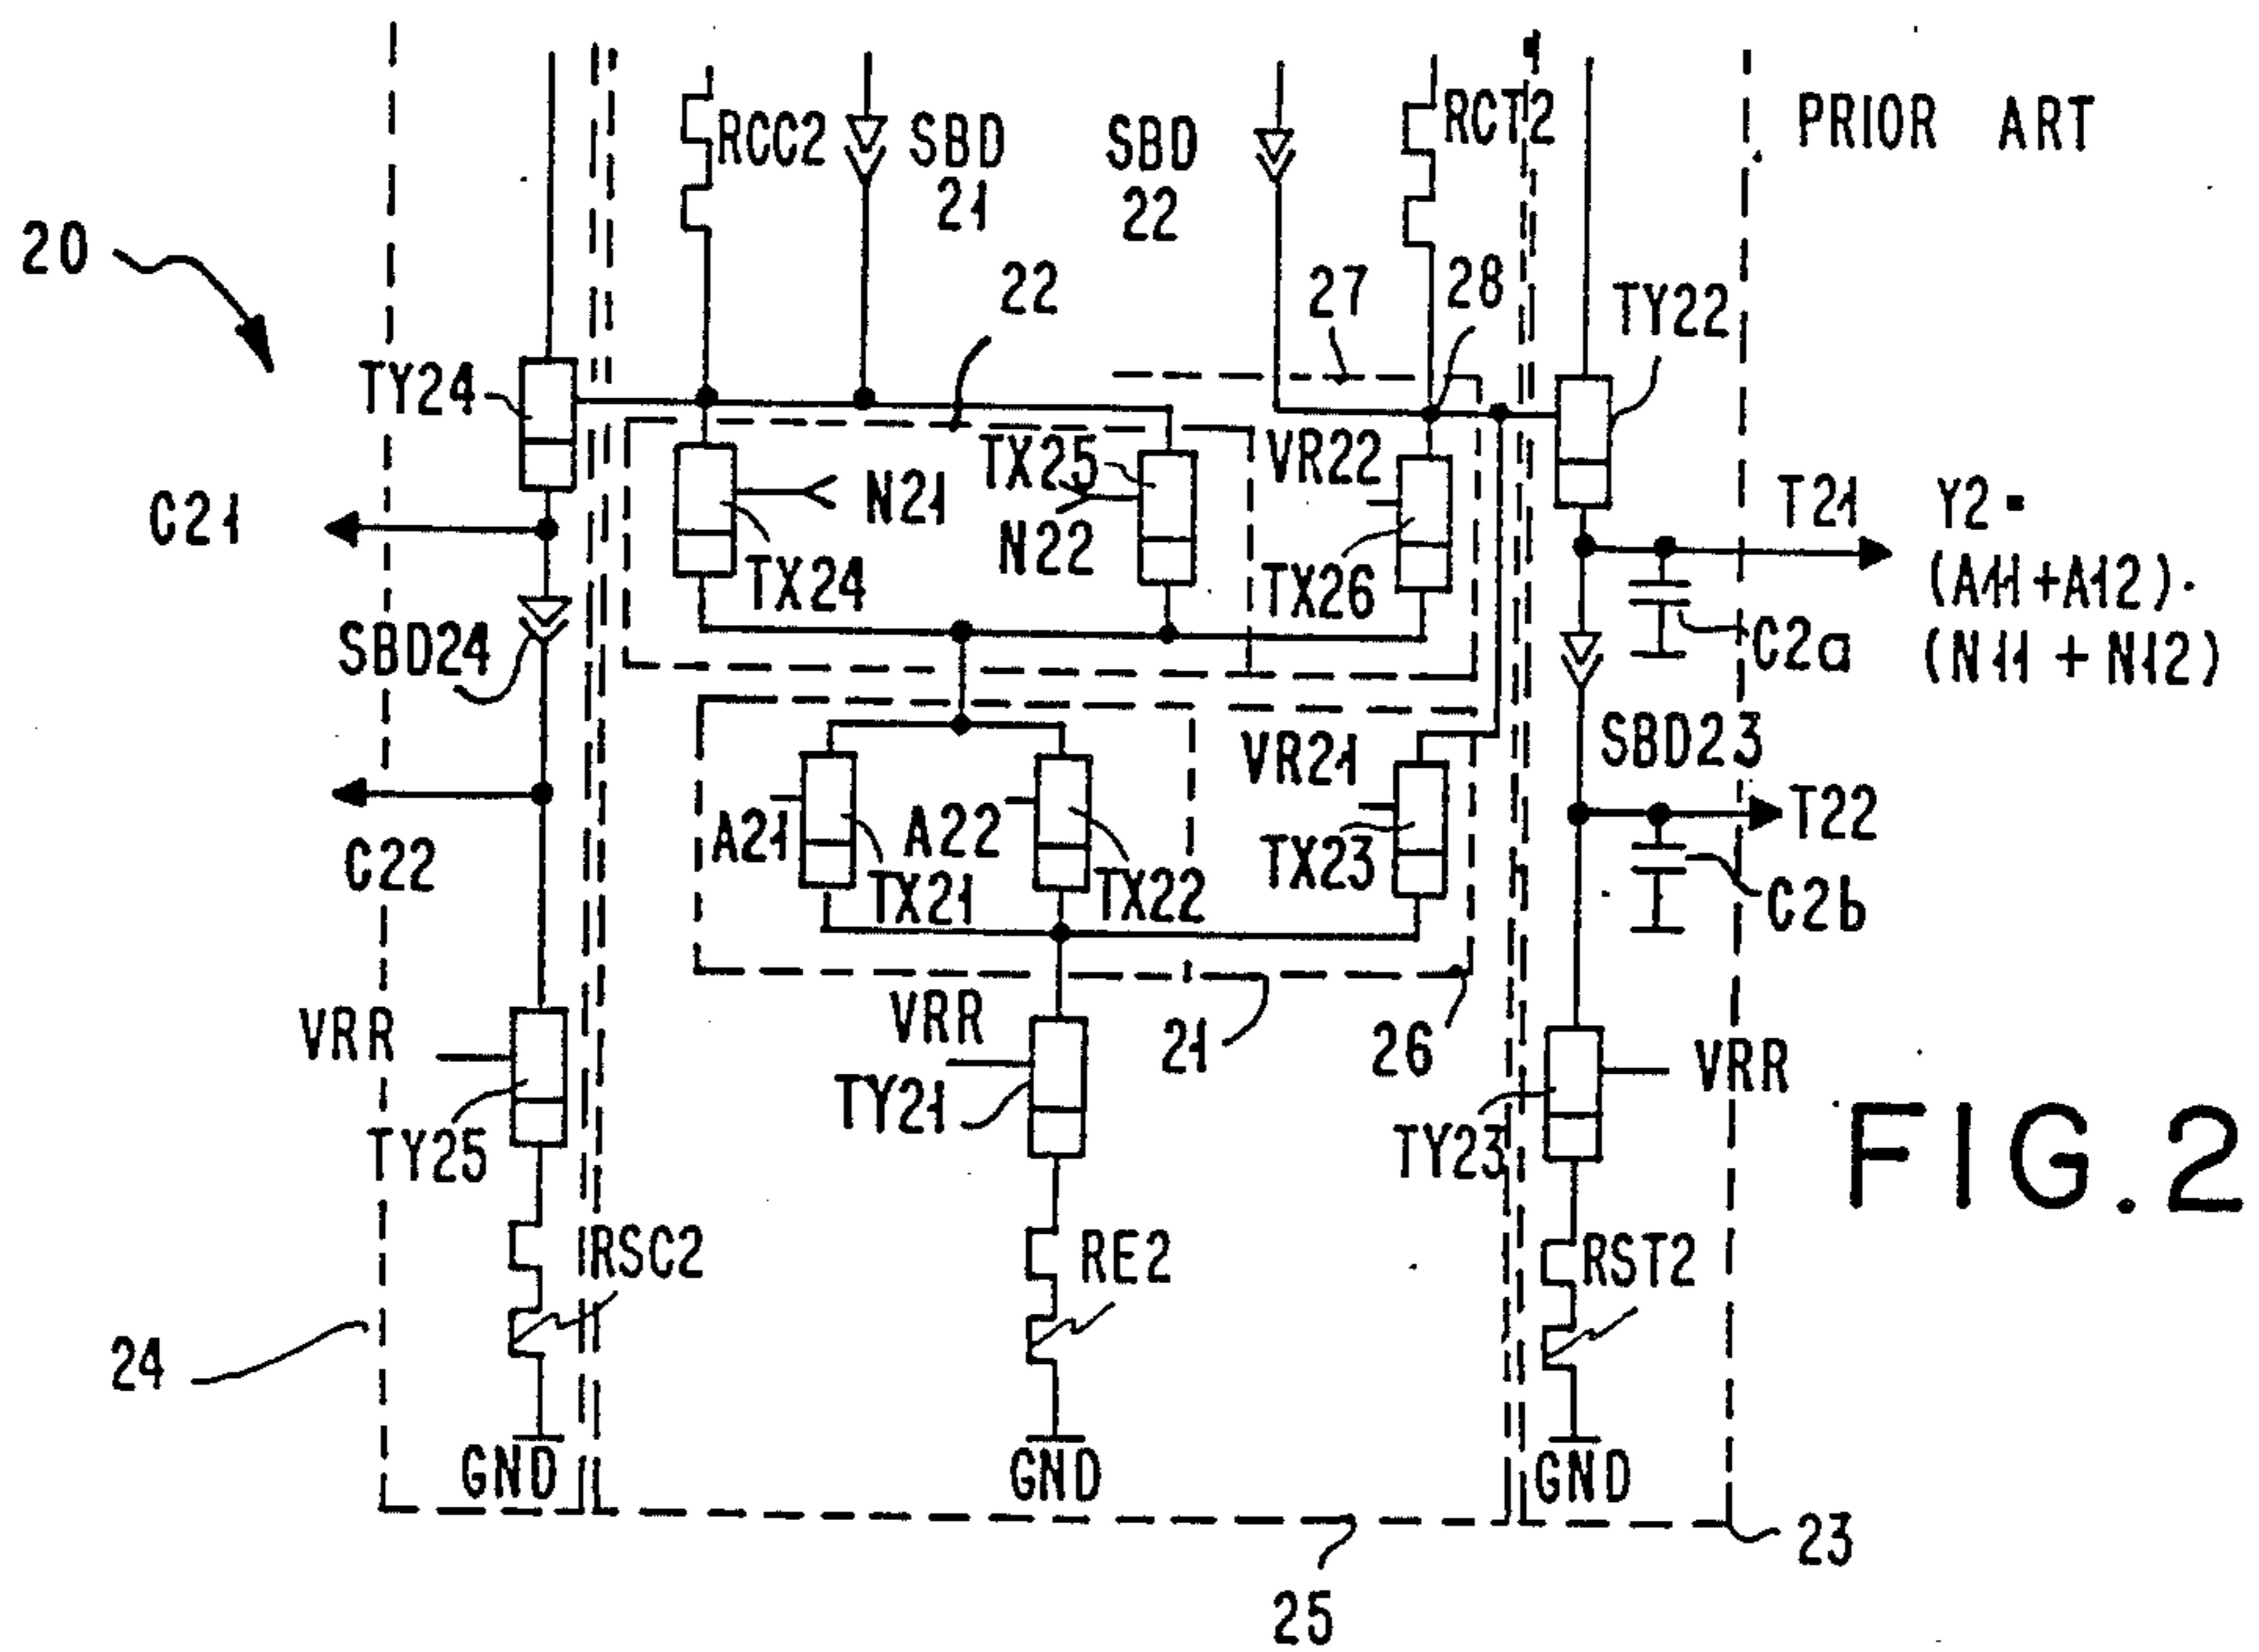 PRIOR ART
RCC2
SBD
21
SBD
22
RCT2
20
22
27
28
TY24
TY22
TX25
VR22
C21
N21
N22
T21
Y2=
(A11+A12).
(N11+N12)
TX24
TX26
C2a
SBD24
VR21
SBD23
A21
A22
T22
C22
TX21
TX22
TX23
C2b
VRR
VRR
21
26
VRR
TY25
TY21
TY23
FIG.2
RSC2
RE2
RST2
24
GND
GND
GND
23
25